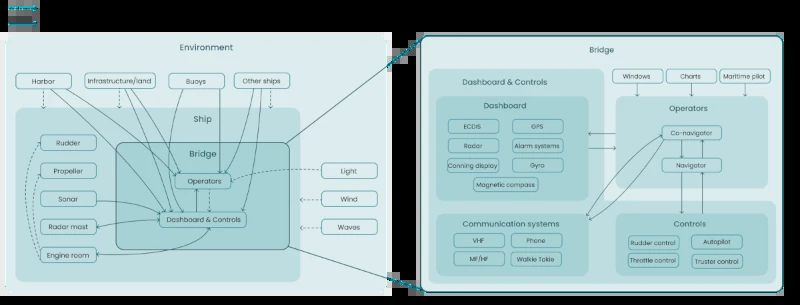 Environment
Harbor
Infrastructure/land
Buoys
Other ships
Ship
Rudder
Propeller
Sonar
Radar mast
Engine room
Bridge
Operators
Dashboard & Controls
Light
Wind
Waves
Bridge
Dashboard & Controls
Windows
Charts
Maritime pilot
Dashboard
ECDIS
GPS
Radar
Alarm systems
Conning display
Gyro
Magnetic compass
Operators
Co-navigator
Navigator
Communication systems
VHF
Phone
MF/HF
Walkie Talkie
Controls
Rudder control
Autopilot
Throttle control
Truster control